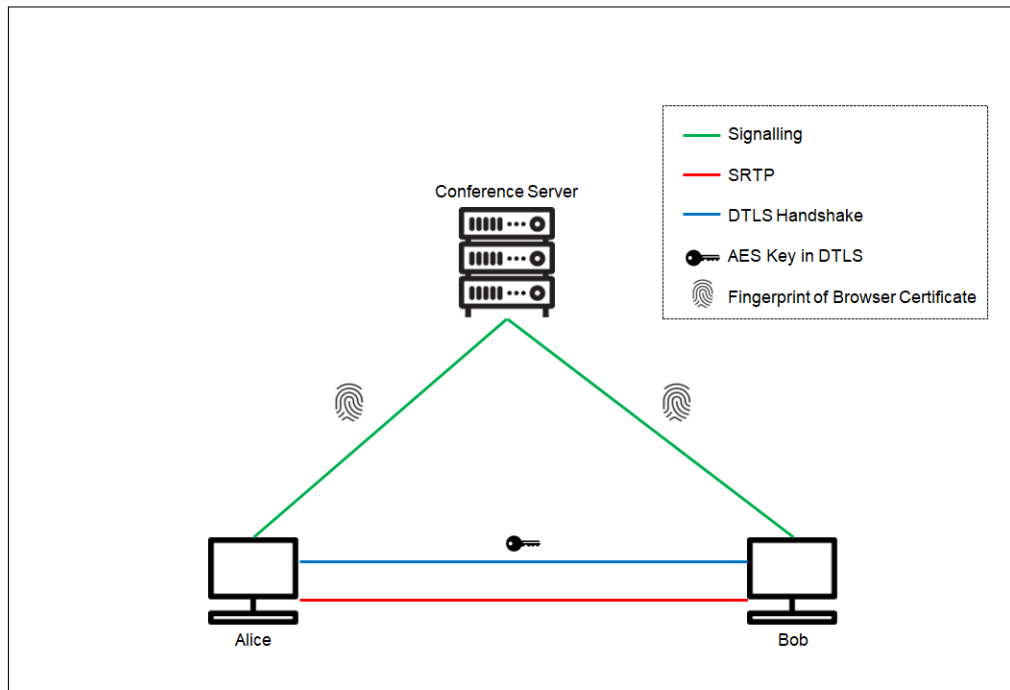 Signalling
SRTP
Conference Server
DTLS Handshake
AES Key in DTLS
Fingerprint of Browser Certificate
Alice
Bob